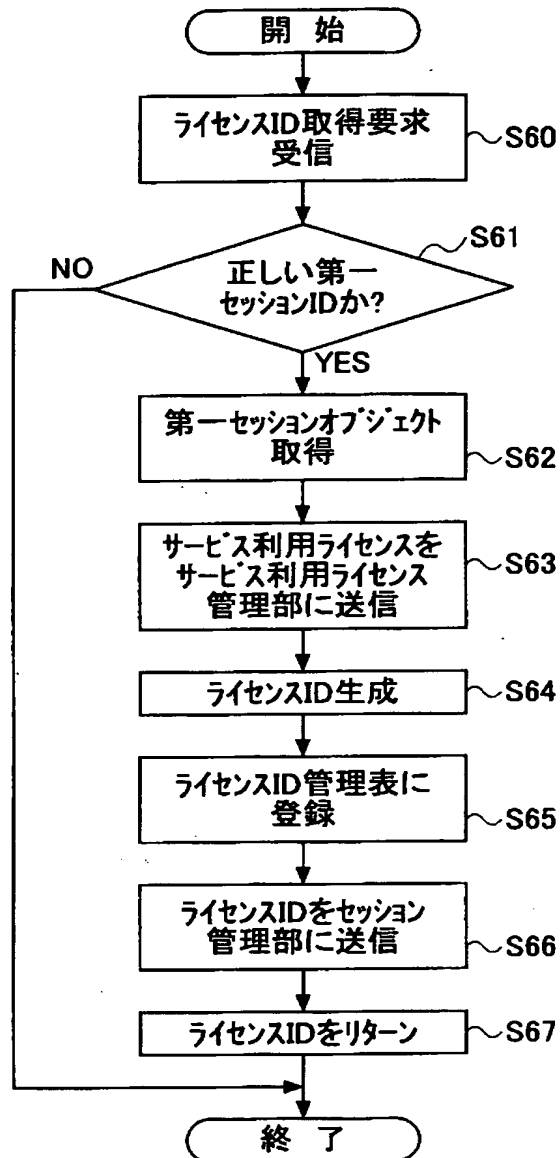 開始
ライセンスID取得要求
受信
S60
S61
NO
正しい第一
セッションIDか?
YES
第一セッションオブジェクト
取得
S62
サービス利用ライセンスを
サービス利用ライセンス
管理部に送信
S63
ライセンスID生成
S64
ライセンスID管理表に
登録
S65
ライセンスIDをセッション
管理部に送信
S66
ライセンスIDをリターン
S67
終了